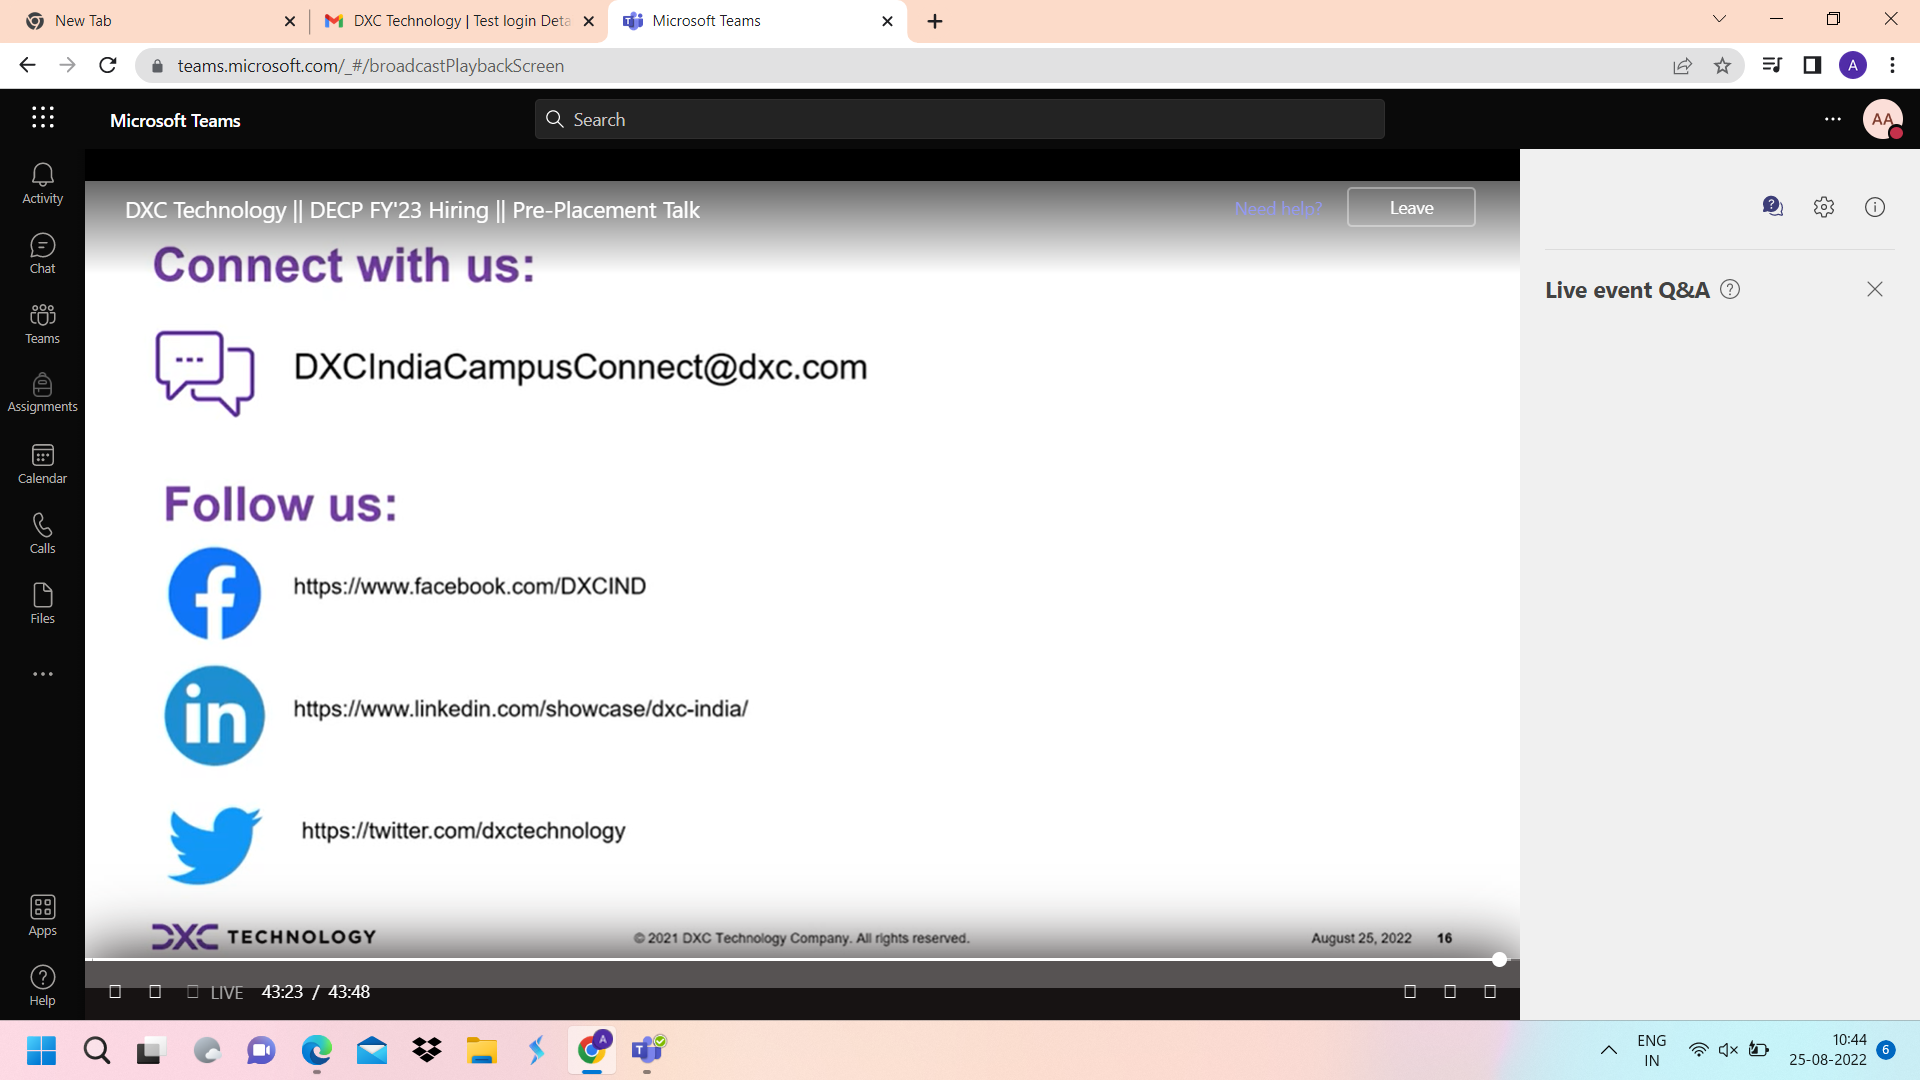 New Tab
DXC Technology | Test login Deta
Microsoft Teams
teams.microsoft.com/_#/broadcastPlaybackScreen
A
Microsoft Teams
Search
AA
Activity
Chat
Teams
Assignments
Calendar
Calls
Files
Apps
Help
DXC Technology || DECP FY'23 Hiring || Pre-Placement Talk
Need help?
Leave
Connect with us:
DXCIndiaCampusConnect@dxc.com
Follow us:
https://www.facebook.com/DXCIND
in
https://www.linkedin.com/showcase/dxc-india/
https://twitter.com/dxctechnology
DXC TECHNOLOGY
© 2021 DXC Technology Company. All rights reserved.
August 25, 2022 16
LIVE 43:23 / 43:48
Live event Q&A
A
ENG
IN
10:44
25-08-2022
6